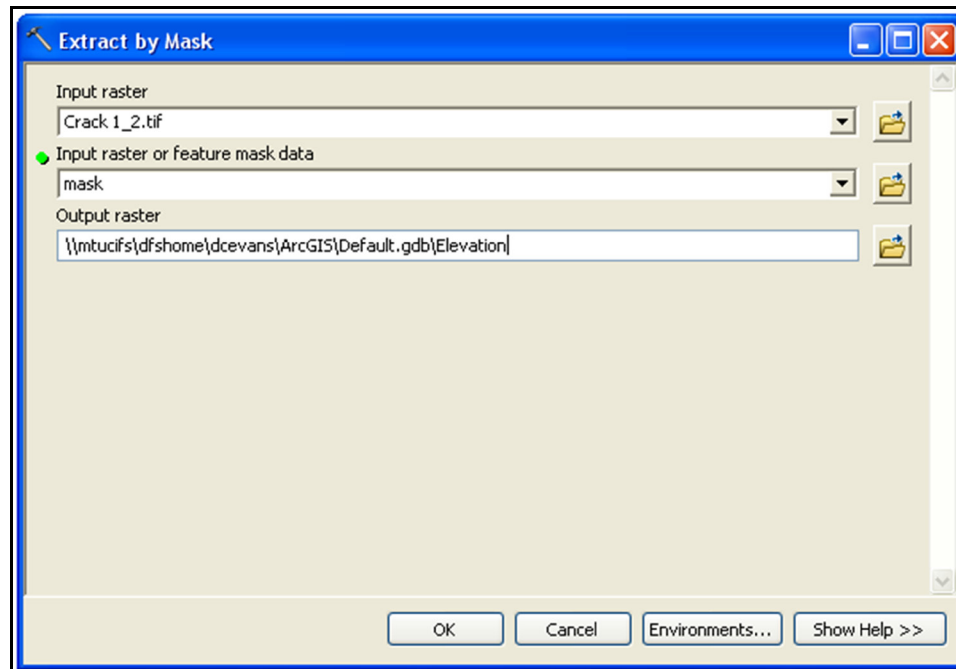 Extract by Mask
Input raster
Crack 1_2.tif
Input raster or feature mask data
mask
Output raster
\\mtucifs\dfshome\dcevans\ArcGIS\Default.gdb\Elevation
OK Cancel Environments... Show Help >>